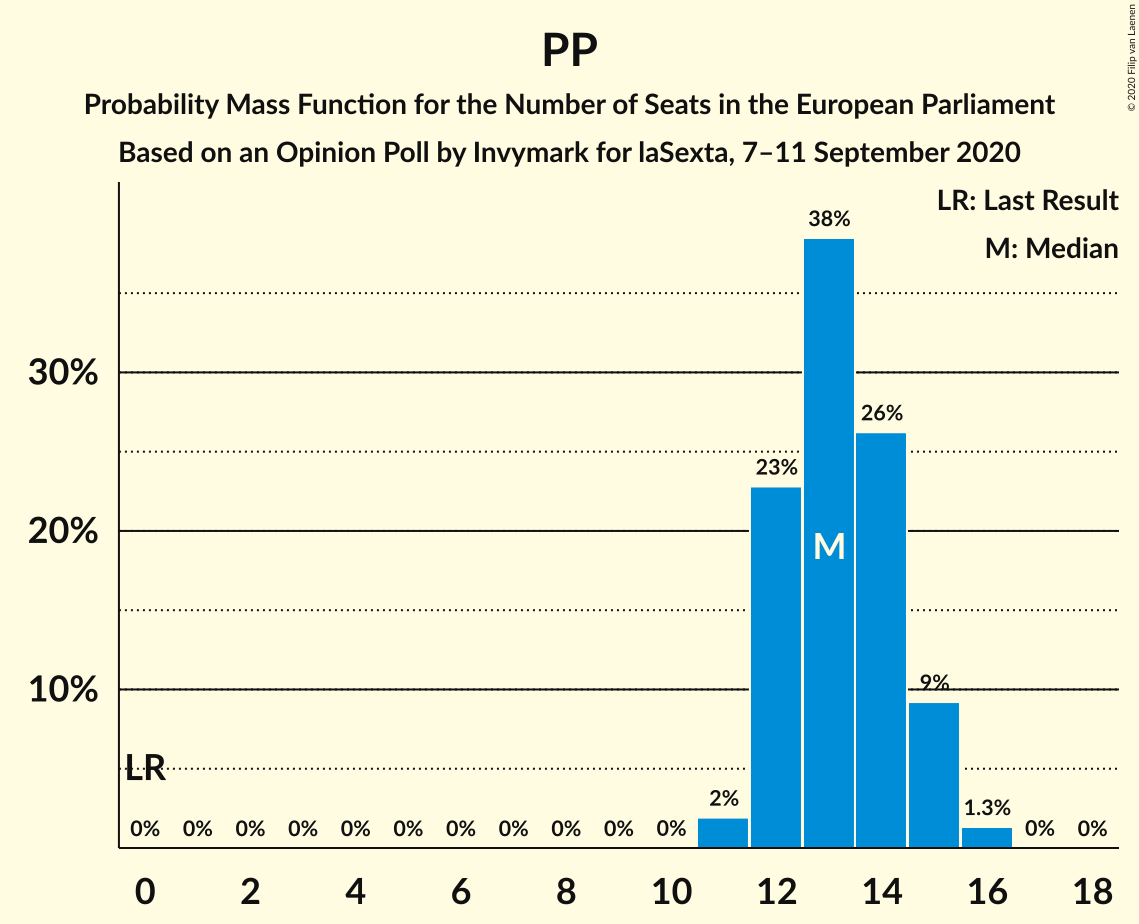 PP
Probability Mass Function for the Number of Seats in the European Parliament
Based on an Opinion Poll by Invymark for laSexta, 7–11 September 2020
© 2020 Filip van Laenen
LR: Last Result
M: Median
38%
30%
26%
23%
20%
M
10%
9%
LR
2%
1.3%
0% 0% 0% 0% 0% 0% 0% 0% 0% 0% 0% 0​% 0%
0 2 4 6 8 10 12 14 16 18